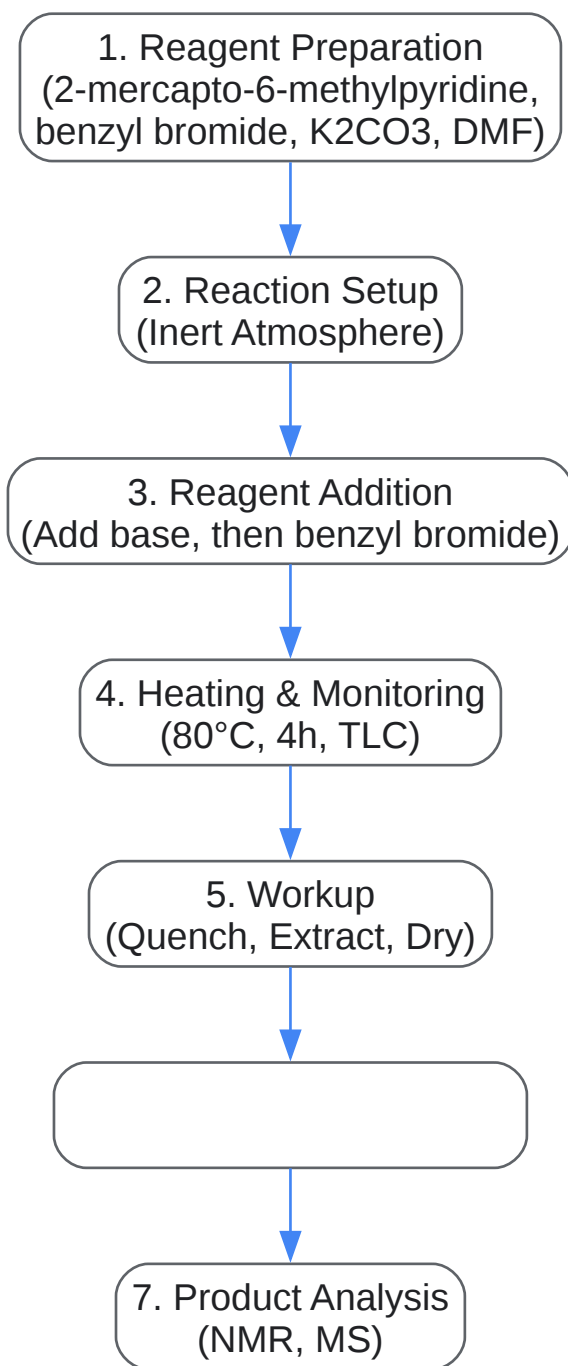 1. Reagent Preparation
(2-mercapto-6-methylpyridine,
benzyl bromide, K2CO3, DMF)
2. Reaction Setup
(Inert Atmosphere)
3. Reagent Addition
(Add base, then benzyl bromide)
4. Heating & Monitoring
(80°C, 4h, TLC)
5. Workup
(Quench, Extract, Dry)
7. Product Analysis
(NMR, MS)